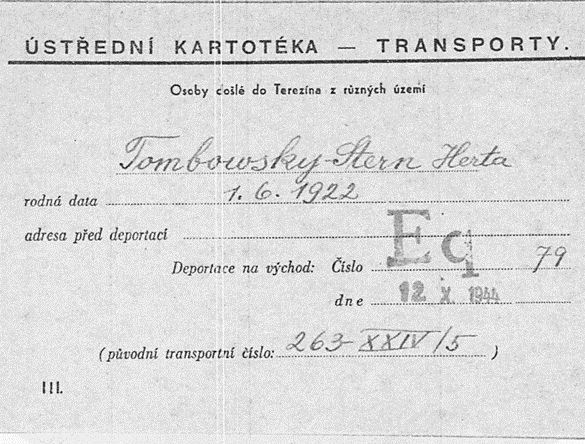 ÚSTŘEDNÍ KARTOTÉKA — TRANSPORTY.
Osoby došlé do Terezína z různých území
Tombowsky-Stern Herta
rodná data 1. 6. 1922
adresa před deportací
Deportace na východ: Číslo Eq 79
dne 12 X 1944
(původní transportní číslo: 263-XXIV/5 )
III.